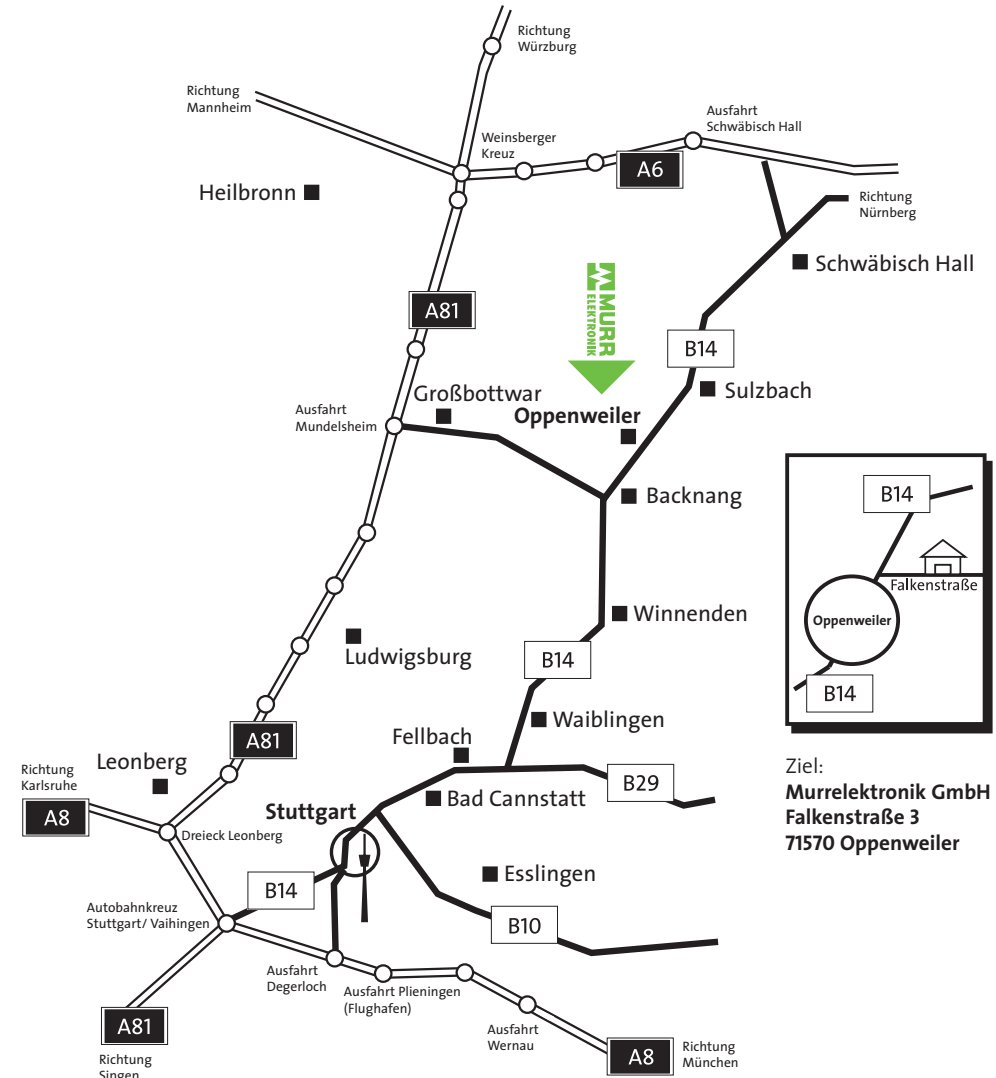 Richtung
Würzburg
Richtung
Mannheim
Ausfahrt
Schwäbisch Hall
Weinsberger
Kreuz
A6
Heilbronn
Richtung
Nürnberg
Schwäbisch Hall
MURR
ELEKTRONIK
A81
B14
Großbottwar
Sulzbach
Ausfahrt
Mundelsheim
Oppenweiler
Backnang
B14
Falkenstraße
Oppenweiler
B14
Winnenden
Ludwigsburg
B14
Waiblingen
A81
Fellbach
Leonberg
Richtung
Karlsruhe
A8
B29
Bad Cannstatt
Stuttgart
Dreieck Leonberg
Ziel:
Murrelektronik GmbH
Falkenstraße 3
71570 Oppenweiler
Esslingen
B14
Autobahnkreuz
Stuttgart/ Vaihingen
B10
Ausfahrt
Degerloch
Ausfahrt Plieningen
(Flughafen)
A81
Richtung
Singen
Ausfahrt
Wernau
A8
Richtung
München